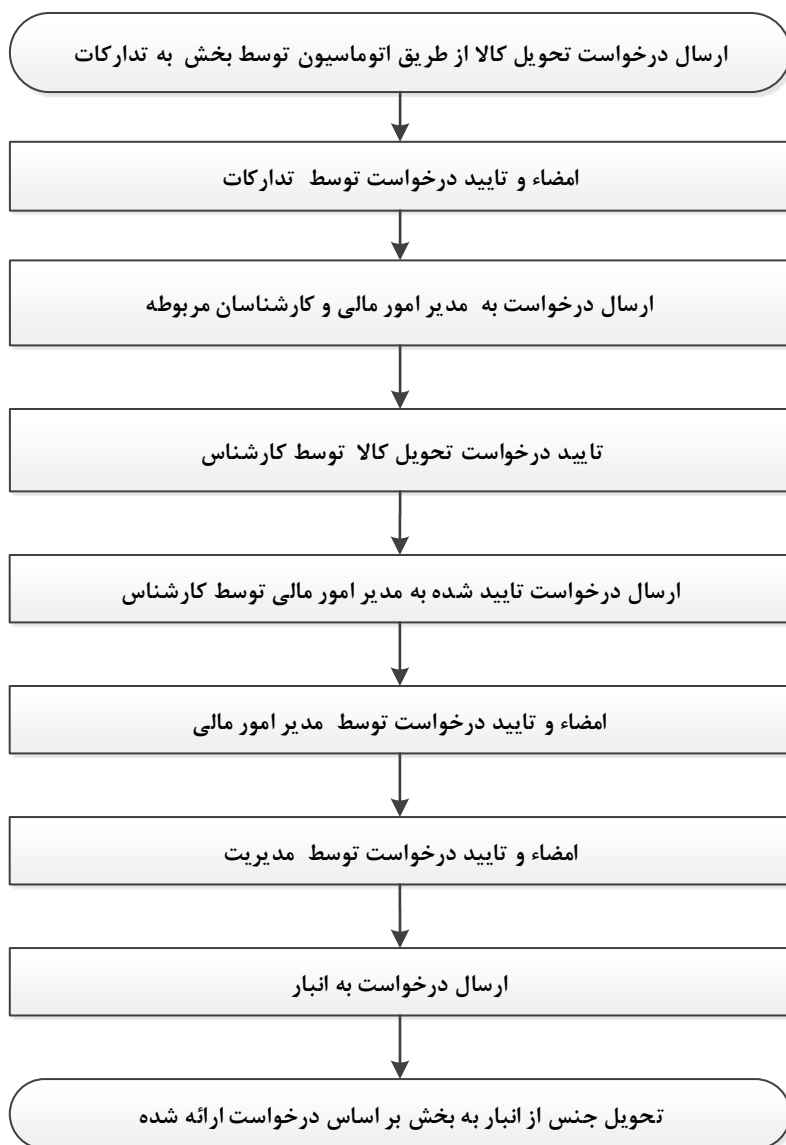 ارسال درخواست تحویل کالا از طریق اتوماسیون توسط بخش به تدارکات
امضاء و تایید درخواست توسط تدارکات
ارسال درخواست به مدیر امور مالی و کارشناسان مربوطه
تایید درخواست تحویل کالا توسط کارشناس
ارسال درخواست تایید شده به مدیر امور مالی توسط کارشناس
امضاء و تایید درخواست توسط مدیر امور مالی
امضاء و تایید درخواست توسط مدیریت
ارسال درخواست به انبار
تحویل جنس از انبار به بخش بر اساس درخواست ارائه شده